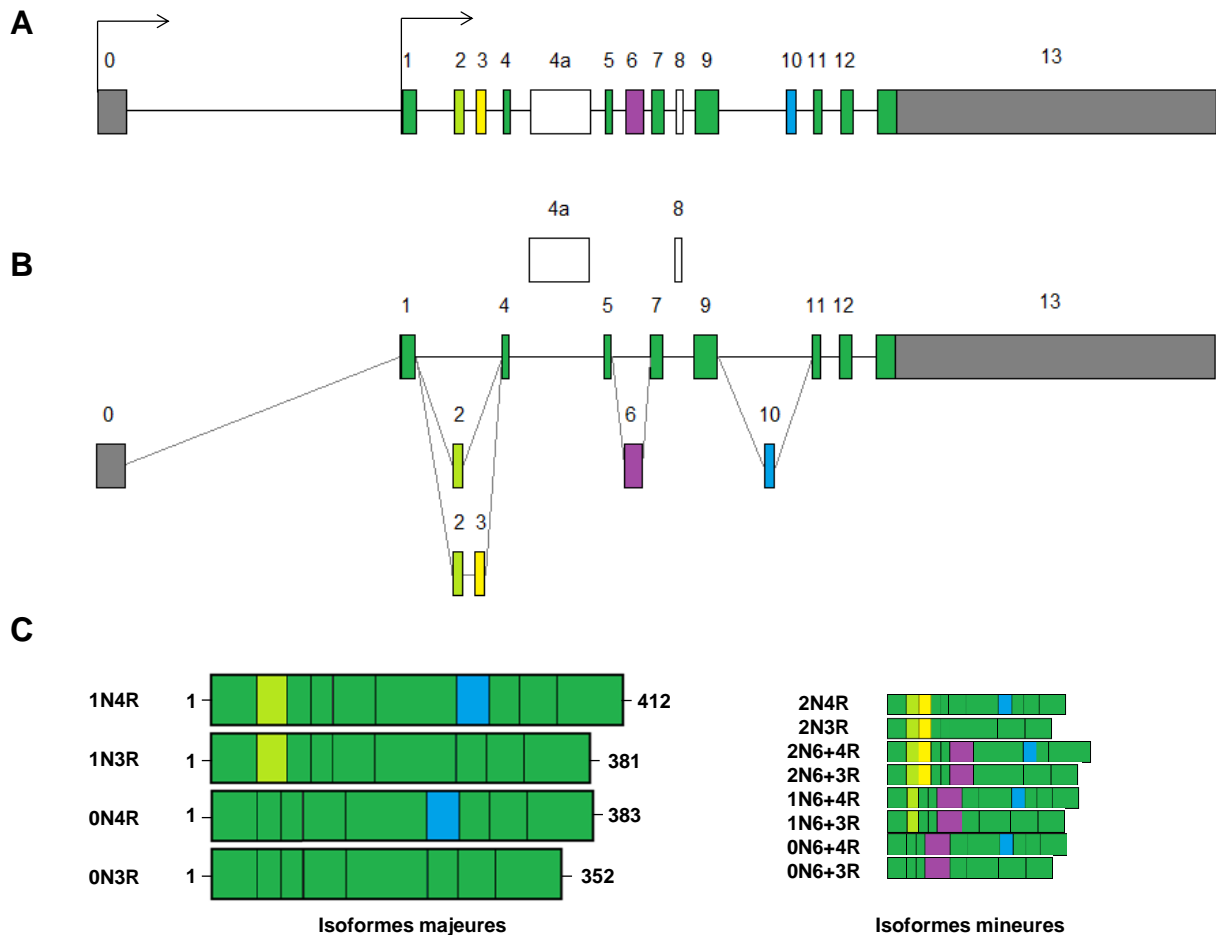 A
0 1 2 3 4 4a 5 6 7 8 9 10 11 12 13
4a 8
B
1 4 5 7 9 11 12 13
0 2 6 10
2 3
C
1N4R 1 412
1N3R 1 381
0N4R 1 383
0N3R 1 352
Isoformes majeures
2N4R
2N3R
2N6+4R
2N6+3R
1N6+4R
1N6+3R
0N6+4R
0N6+3R
Isoformes mineures